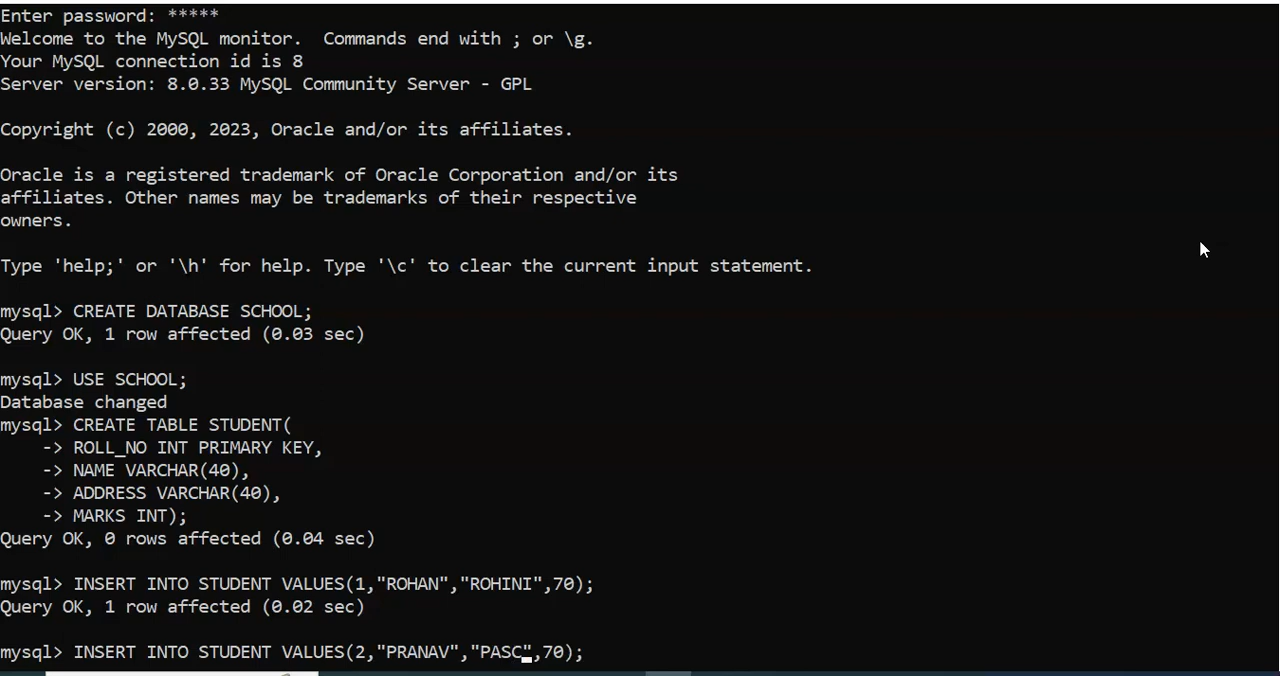 Enter password: *****
Welcome to the MySQL monitor.  Commands end with ; or \g.
Your MySQL connection id is 8
Server version: 8.0.33 MySQL Community Server - GPL

Copyright (c) 2000, 2023, Oracle and/or its affiliates.

Oracle is a registered trademark of Oracle Corporation and/or its
affiliates. Other names may be trademarks of their respective
owners.

Type 'help;' or '\h' for help. Type '\c' to clear the current input statement.

mysql> CREATE DATABASE SCHOOL;
Query OK, 1 row affected (0.03 sec)

mysql> USE SCHOOL;
Database changed
mysql> CREATE TABLE STUDENT(
    -> ROLL_NO INT PRIMARY KEY,
    -> NAME VARCHAR(40),
    -> ADDRESS VARCHAR(40),
    -> MARKS INT);
Query OK, 0 rows affected (0.04 sec)

mysql> INSERT INTO STUDENT VALUES(1,"ROHAN","ROHINI",70);
Query OK, 1 row affected (0.02 sec)

mysql> INSERT INTO STUDENT VALUES(2,"PRANAV","PASC",70);